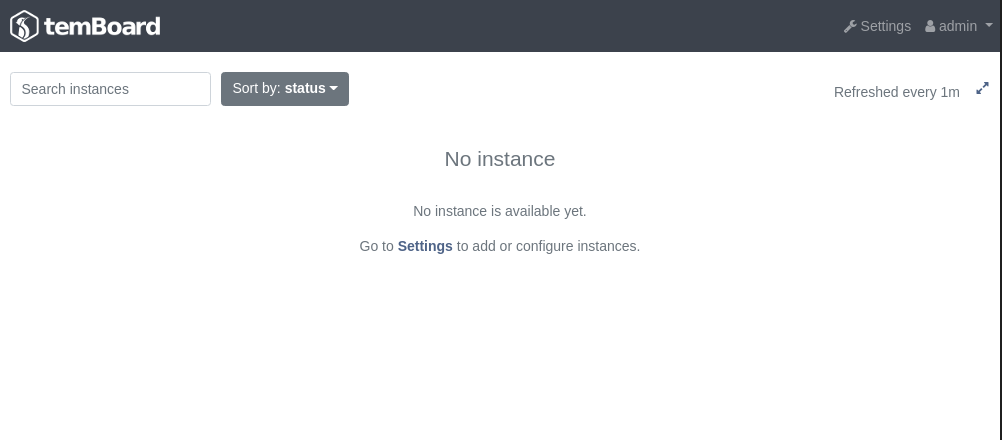 temBoard
Settings admin
Search instances
Sort by: status
Refreshed every 1m
No instance
No instance is available yet.
Go to Settings to add or configure instances.